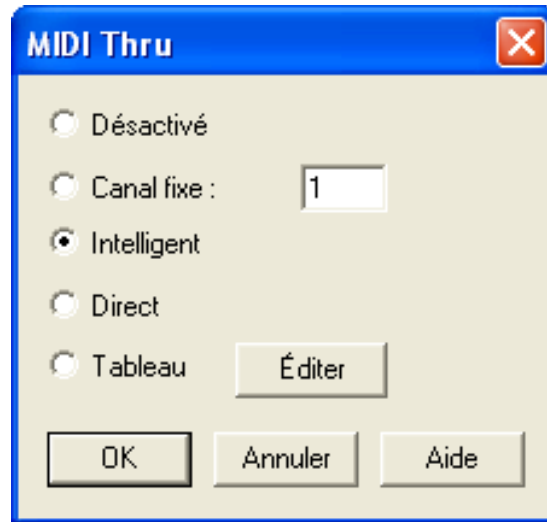 MIDI Thru
Désactivé
Canal fixe : 1
Intelligent
Direct
Tableau Éditer
OK Annuler Aide